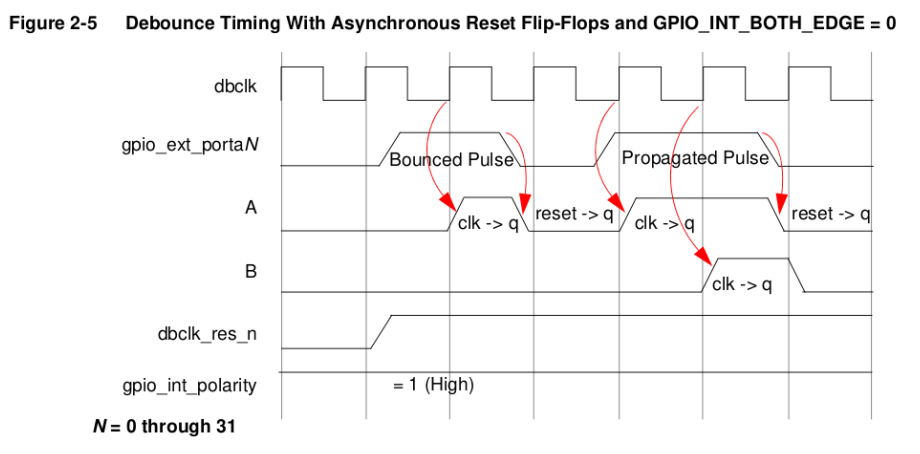 Figure 2-5 Debounce Timing With Asynchronous Reset Flip-Flops and GPIO_INT_BOTH_EDGE = 0
dbclk
gpio_ext_portaN
Bounced Pulse
Propagated Pulse
A
clk -> q
reset -> q
clk -> q
reset -> q
B
clk -> q
dbclk_res_n
gpio_int_polarity
= 1 (High)
N = 0 through 31